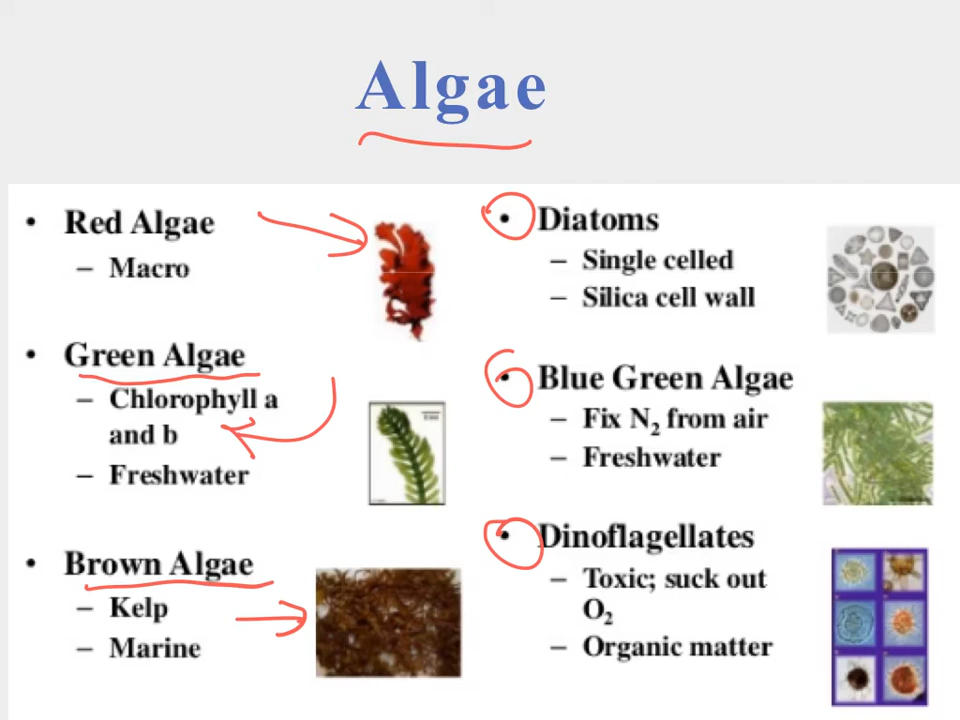 Algae
• Red Algae
– Macro
• Green Algae
– Chlorophyll a
and b
– Freshwater
• Brown Algae
– Kelp
– Marine
• Diatoms
– Single celled
– Silica cell wall
• Blue Green Algae
– Fix N₂ from air
– Freshwater
• Dinoflagellates
– Toxic; suck out
O₂
– Organic matter